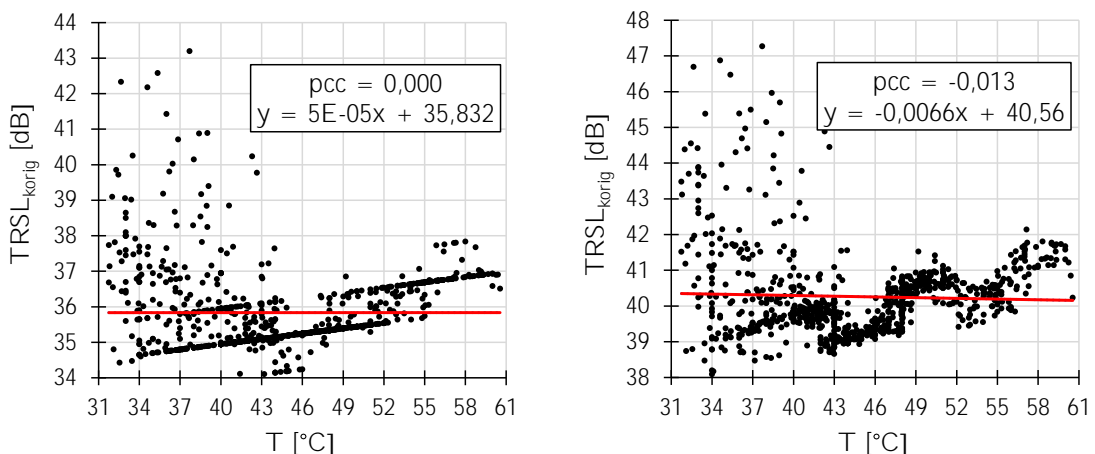 44
43
42
41
40
39
38
37
36
35
34
TRSLkorig [dB]
pcc = 0,000
y = 5E-05x + 35,832
31 34 37 40 43 46 49 52 55 58 61
T [°C]
48
47
46
45
44
43
42
41
40
39
38
TRSLkorig [dB]
pcc = -0,013
y = -0,0066x + 40,56
31 34 37 40 43 46 49 52 55 58 61
T [°C]